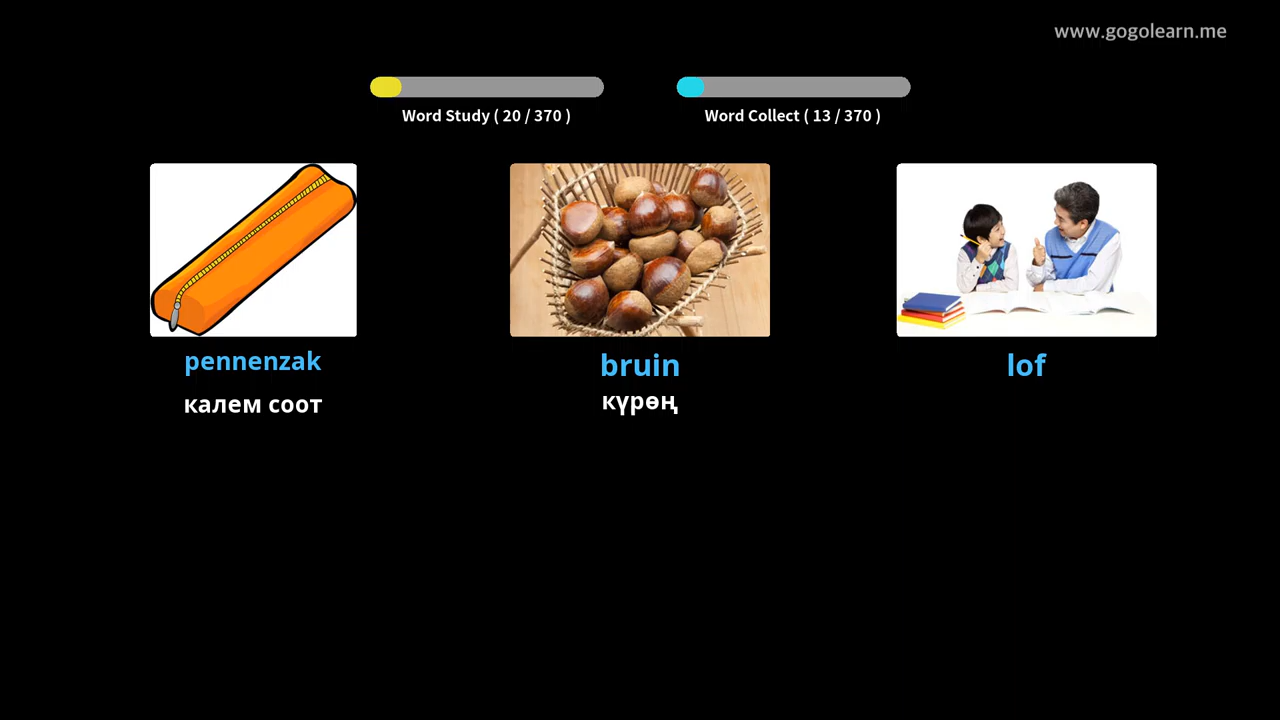 www.gogolearn.me
Word Study ( 20 / 370 )
Word Collect ( 13 / 370 )
pennenzak
калем соот
bruin
күрөң
lof